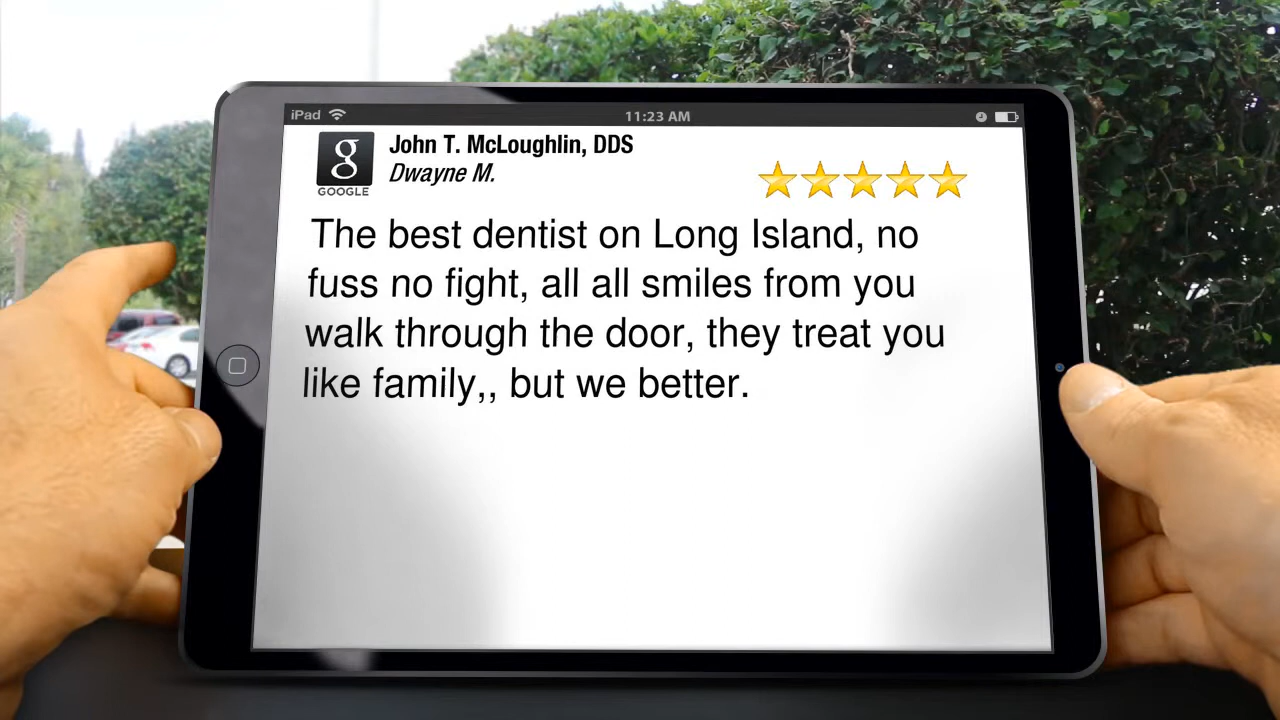 iPad 11:23 AM
g
GOOGLE
John T. McLoughlin, DDS
Dwayne M.
The best dentist on Long Island, no
fuss no fight, all all smiles from you
walk through the door, they treat you
like family,, but we better.